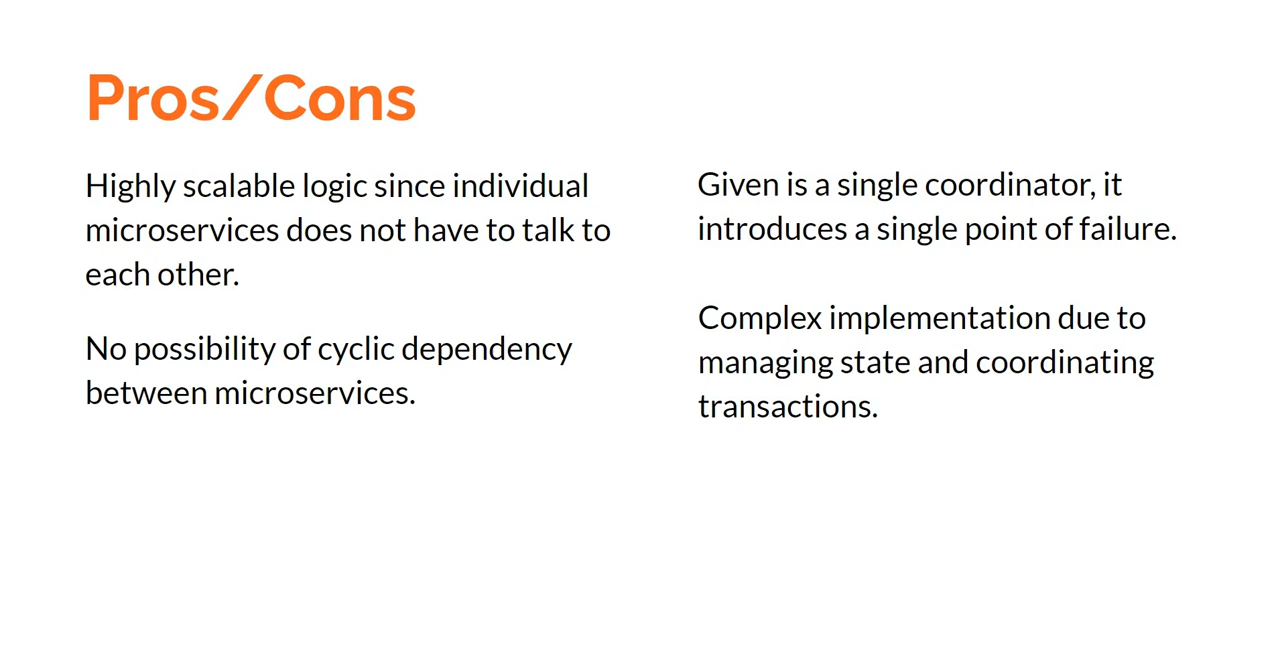 Pros/Cons
Highly scalable logic since individual
microservices does not have to talk to
each other.
No possibility of cyclic dependency
between microservices.
Given is a single coordinator, it
introduces a single point of failure.
Complex implementation due to
managing state and coordinating
transactions.